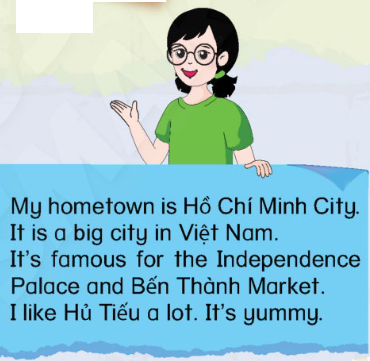 My hometown is Hồ Chí Minh City.
It is a big city in Việt Nam.
It's famous for the Independence
Palace and Bến Thành Market.
I like Hủ Tiếu a lot. It's yummy.